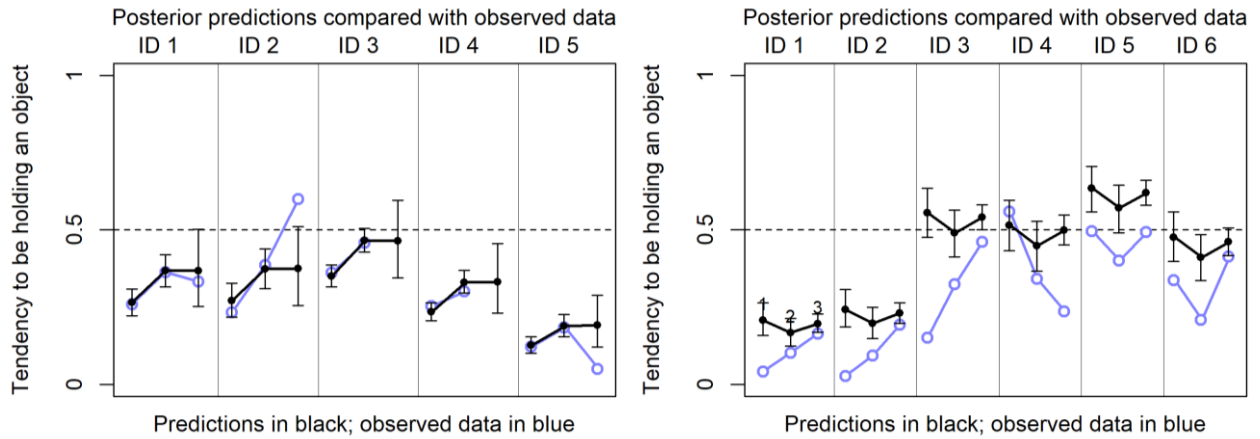 Posterior predictions compared with observed data
ID 1 ID 2 ID 3 ID 4 ID 5
Tendency to be holding an object
1
0.5
0
Predictions in black; observed data in blue
Posterior predictions compared with observed data
ID 1 ID 2 ID 3 ID 4 ID 5 ID 6
Tendency to be holding an object
1
0.5
0
1 2 3
Predictions in black; observed data in blue